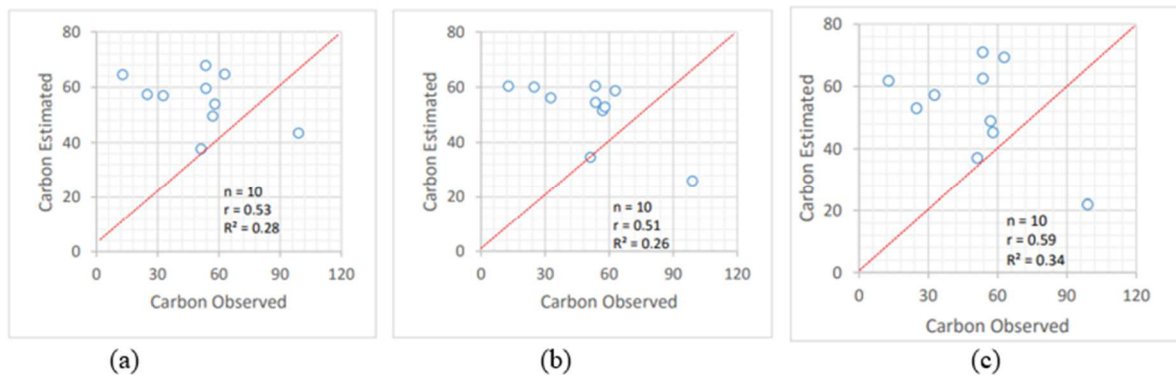 80
60
40
20
0
Carbon Estimated
n = 10
r = 0.53
R² = 0.28
0 30 60 90 120
Carbon Observed
(a)
80
60
40
20
0
Carbon Estimated
n = 10
r = 0.51
R² = 0.26
0 30 60 90 120
Carbon Observed
(b)
80
60
40
20
0
Carbon Estimated
n = 10
r = 0.59
R² = 0.34
0 30 60 90 120
Carbon Observed
(c)